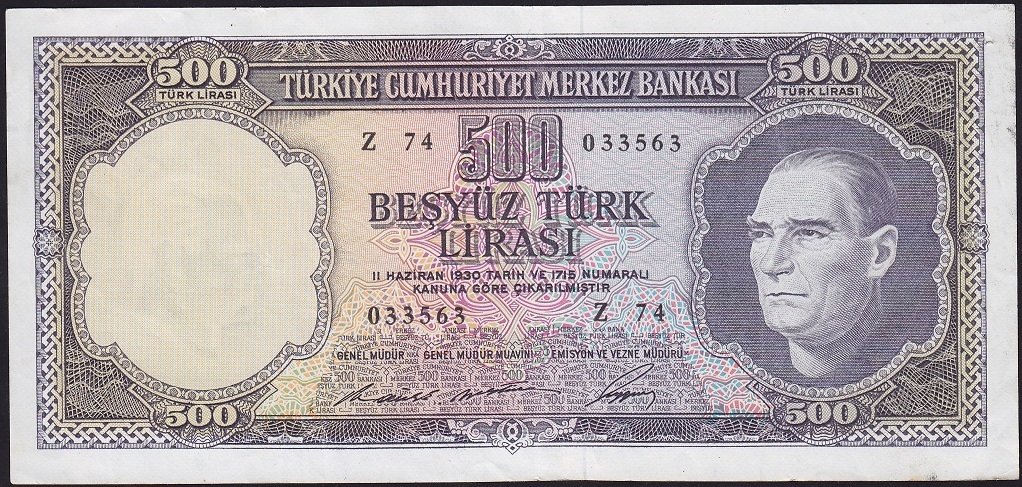 500
TÜRK LİRASI
TÜRKİYE CUMHURİYET MERKEZ BANKASI
500
TÜRK LİRASI
Z 74
500
033563
BEŞYÜZ TÜRK
LİRASI
11 HAZİRAN 1930 TARİH VE 1715 NUMARALI
KANUNA GÖRE ÇIKARILMIŞTIR
033563
Z 74
GENEL MÜDÜR
GENEL MÜDÜR MUAVİNİ
EMİSYON VE VEZNE MÜDÜRÜ
500
500